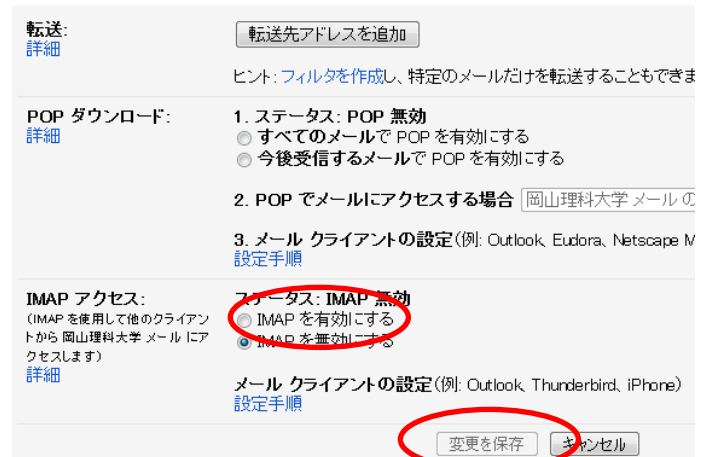 転送:
詳細
転送先アドレスを追加
ヒント: フィルタを作成し、特定のメールだけを転送することもできま
POP ダウンロード:
詳細
1. ステータス: POP 無効
すべてのメールで POP を有効にする
今後受信するメールで POP を有効にする
2. POP でメールにアクセスする場合 岡山理科大学 メール の
3. メール クライアントの設定(例: Outlook, Eudora, Netscape M
設定手順
IMAP アクセス:
(IMAP を使用して他のクライアン
トから 岡山理科大学 メール にア
クセスします)
詳細
ステータス: IMAP 無効
IMAP を有効にする
IMAP を無効にする
メール クライアントの設定(例: Outlook, Thunderbird, iPhone)
設定手順
変更を保存 キャンセル